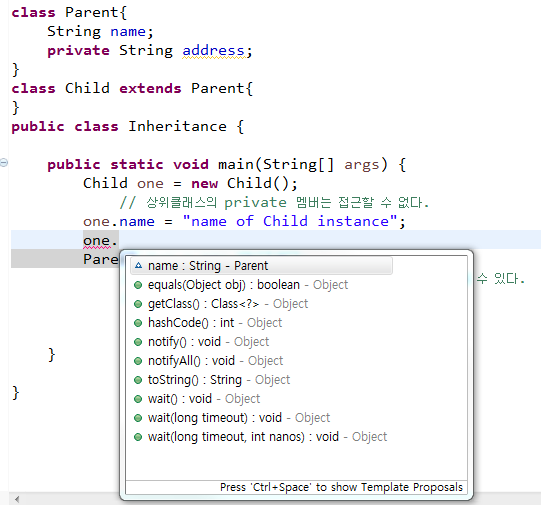 class Parent{
String name;
private String address;
}
class Child extends Parent{
}
public class Inheritance {
public static void main(String[] args) {
Child one = new Child();
// 상위클래스의 private 멤버는 접근할 수 없다.
one.name = "name of Child instance";
one.
Pare
수 있다.
name : String - Parent
equals(Object obj) : boolean - Object
getClass() : Class<?> - Object
hashCode() : int - Object
notify() : void - Object
notifyAll() : void - Object
toString() : String - Object
wait() : void - Object
wait(long timeout) : void - Object
wait(long timeout, int nanos) : void - Object
Press 'Ctrl+Space' to show Template Proposals
}
}